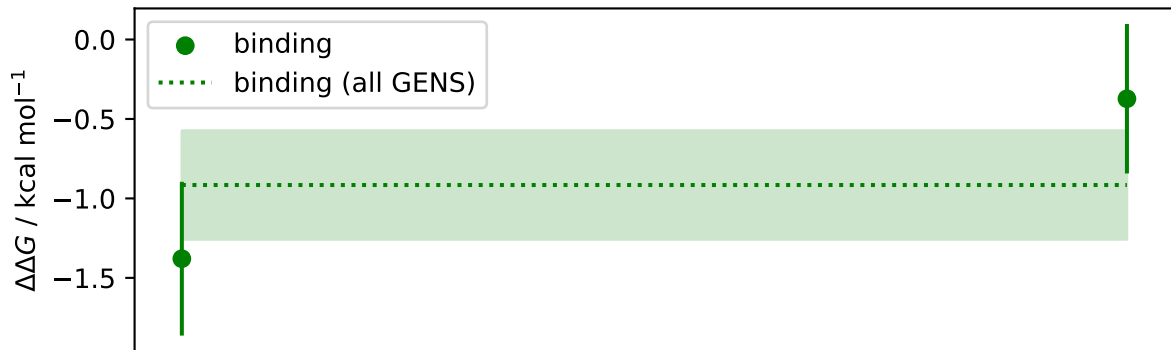 0.0
−0.5
−1.0
−1.5
ΔΔG / kcal mol⁻¹
binding
binding (all GENS)